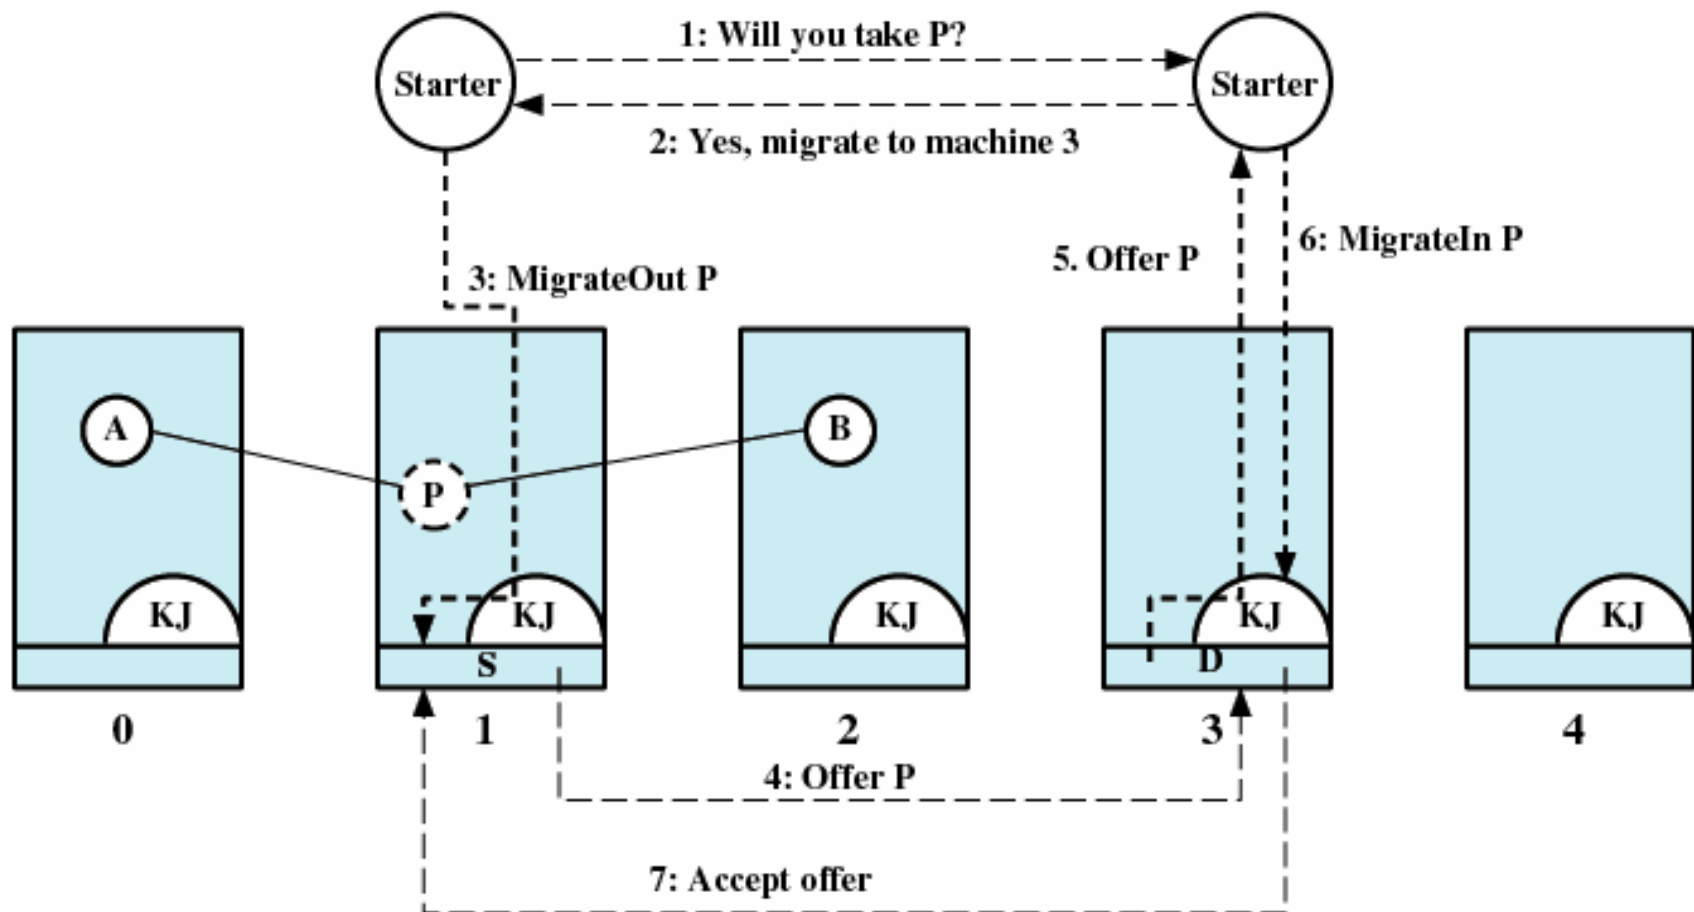 1: Will you take P?
Starter
Starter
2: Yes, migrate to machine 3
3: MigrateOut P
5. Offer P
6: MigrateIn P
A
P
B
KJ
KJ
KJ
KJ
KJ
S
D
0
1
2
3
4
4: Offer P
7: Accept offer